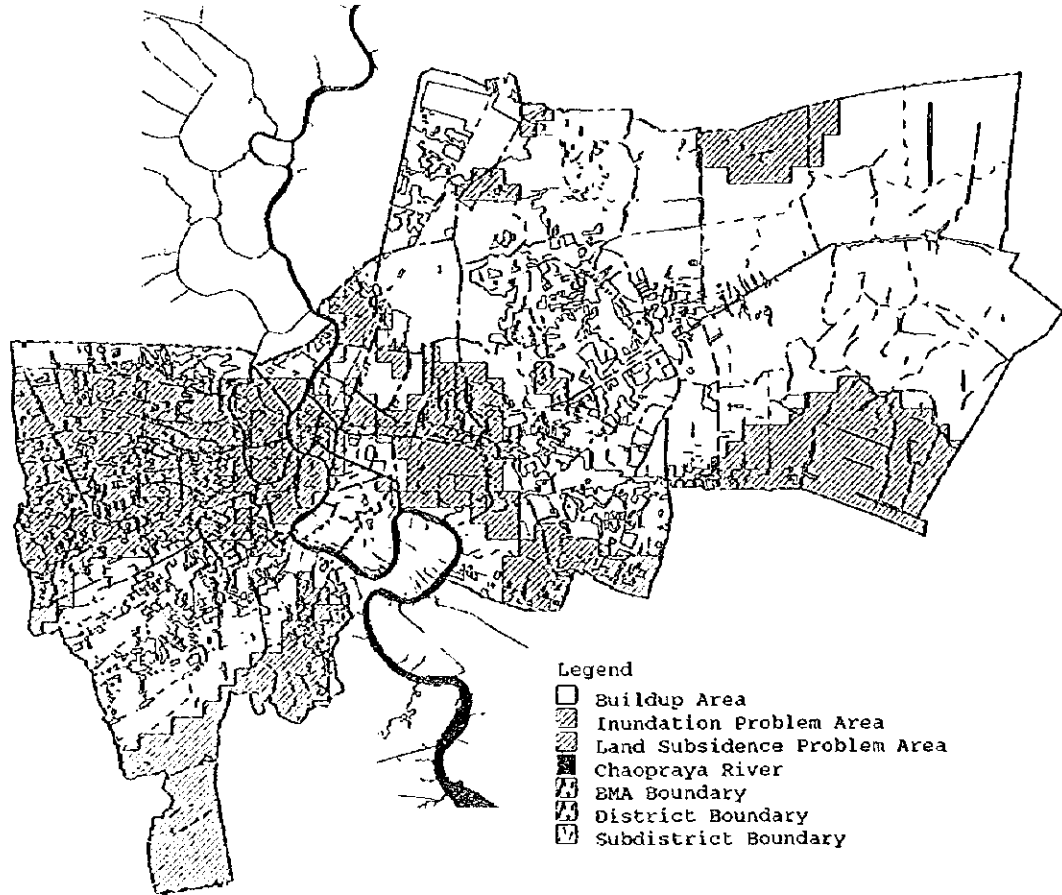 Legend
Buildup Area
Inundation Problem Area
Land Subsidence Problem Area
Chaopraya River
BMA Boundary
District Boundary
Subdistrict Boundary